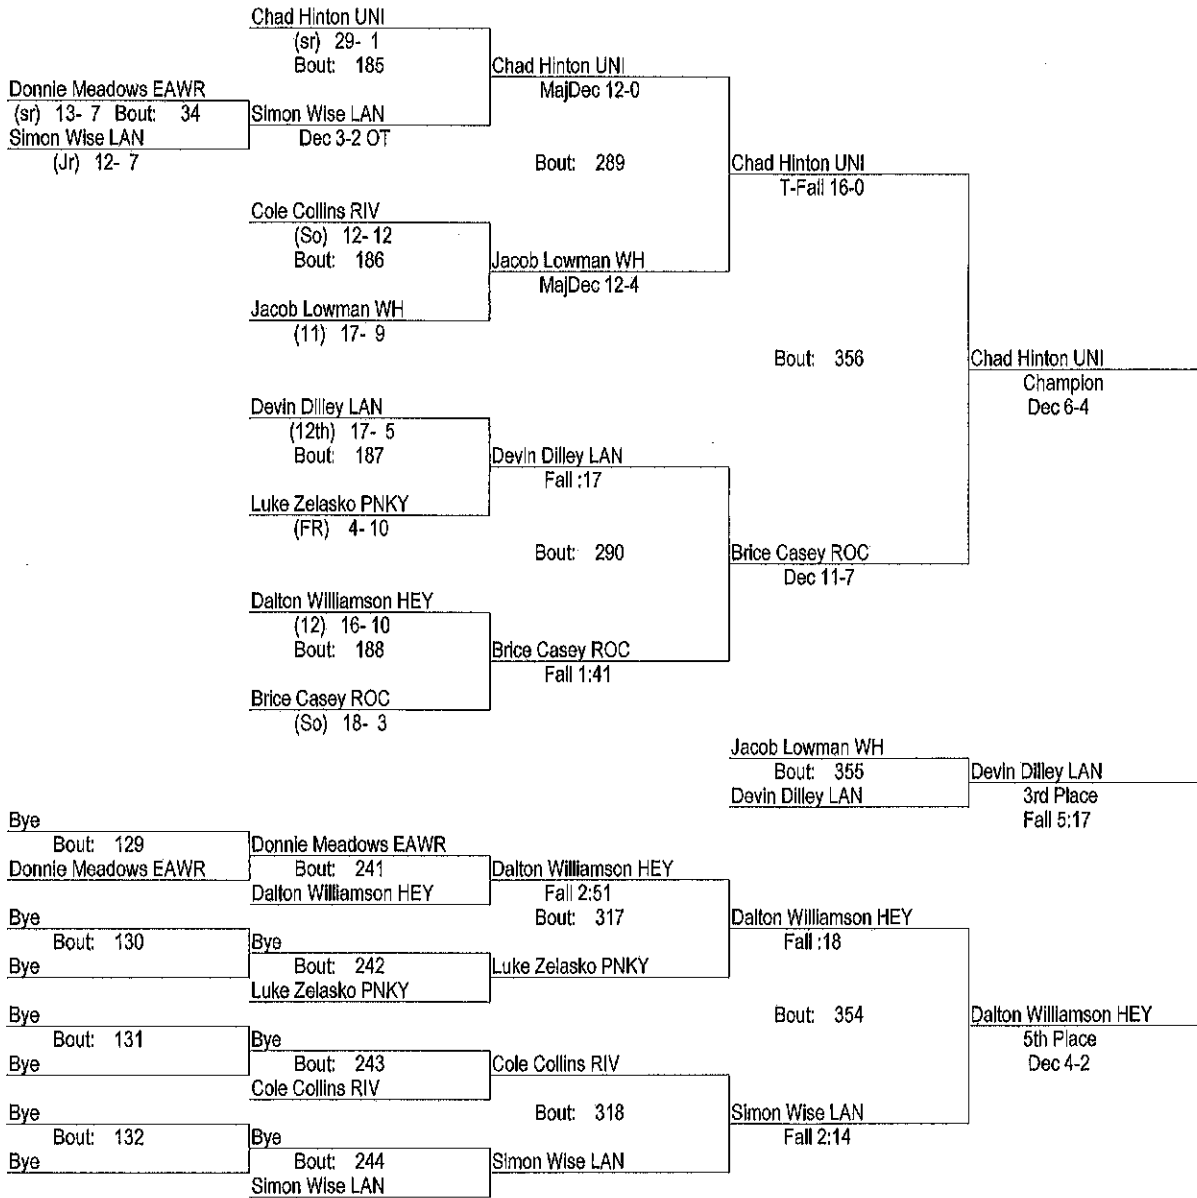 Chad Hinton UNI
(sr) 29- 1
Bout: 185
Chad Hinton UNI
MajDec 12-0
Donnie Meadows EAWR
(sr) 13- 7 Bout: 34
Simon Wise LAN
(Jr) 12- 7
Simon Wise LAN
Dec 3-2 OT
Bout: 289
Chad Hinton UNI
T-Fall 16-0
Cole Collins RIV
(So) 12- 12
Bout: 186
Jacob Lowman WH
MajDec 12-4
Jacob Lowman WH
(11) 17- 9
Bout: 356
Chad Hinton UNI
Champion
Dec 6-4
Devin Dilley LAN
(12th) 17- 5
Bout: 187
Devin Dilley LAN
Fall :17
Luke Zelasko PNKY
(FR) 4- 10
Bout: 290
Brice Casey ROC
Dec 11-7
Dalton Williamson HEY
(12) 16- 10
Bout: 188
Brice Casey ROC
Fall 1:41
Brice Casey ROC
(So) 18- 3
Jacob Lowman WH
Bout: 355
Devin Dilley LAN
Devin Dilley LAN
3rd Place
Fall 5:17
Bye
Bout: 129
Donnie Meadows EAWR
Donnie Meadows EAWR
Bout: 241
Dalton Williamson HEY
Dalton Williamson HEY
Fall 2:51
Bout: 317
Dalton Williamson HEY
Fall :18
Bye
Bout: 130
Bye
Bye
Bout: 242
Luke Zelasko PNKY
Luke Zelasko PNKY
Bout: 354
Dalton Williamson HEY
5th Place
Dec 4-2
Bye
Bout: 131
Bye
Bye
Bout: 243
Cole Collins RIV
Cole Collins RIV
Bout: 318
Simon Wise LAN
Fall 2:14
Bye
Bout: 132
Bye
Bye
Bout: 244
Simon Wise LAN
Simon Wise LAN